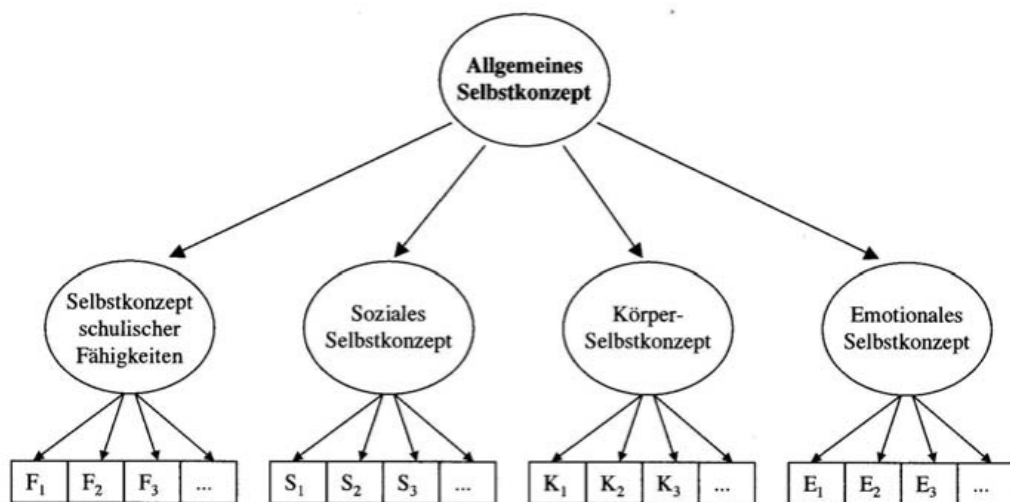 Allgemeines
Selbstkonzept
Selbstkonzept
schulischer
Fähigkeiten
Soziales
Selbstkonzept
Körper-
Selbstkonzept
Emotionales
Selbstkonzept
F₁ F₂ F₃ ... S₁ S₂ S₃ ... K₁ K₂ K₃ ... E₁ E₂ E₃ ...